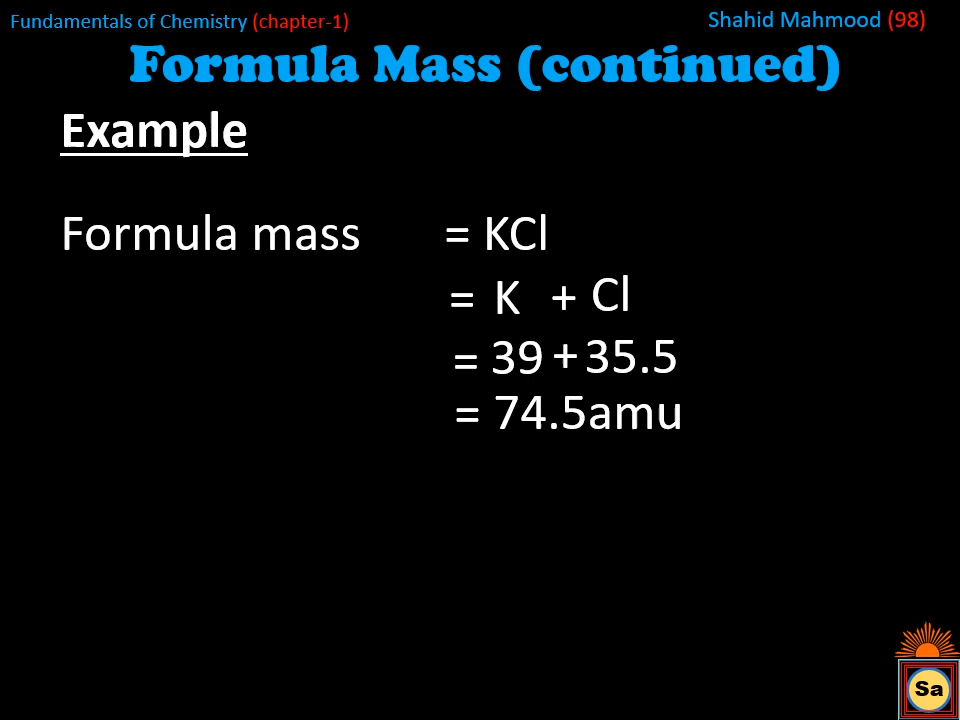 Fundamentals of Chemistry (chapter-1)
Shahid Mahmood (98)
Formula Mass (continued)
Example
Formula mass = KCl
= K + Cl
= 39 + 35.5
= 74.5amu
Sa